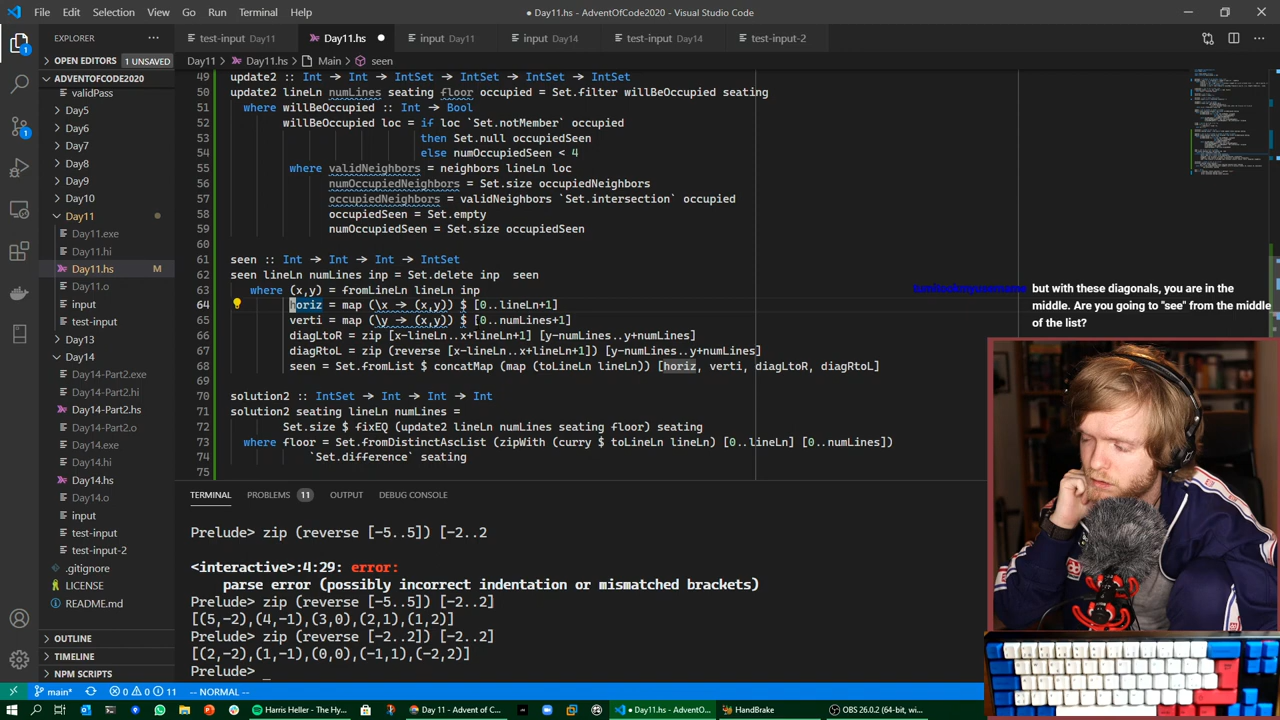 File Edit Selection View Go Run Terminal Help
● Day11.hs - AdventOfCode2020 - Visual Studio Code
EXPLORER
OPEN EDITORS 1 UNSAVED
ADVENTOFCODE2020
validPass
Day5
Day6
Day7
Day8
Day9
Day10
Day11
Day11.exe
Day11.hi
Day11.hs M
Day11.o
input
test-input
Day13
Day14
Day14-Part2.exe
Day14-Part2.hi
Day14-Part2.hs
Day14-Part2.o
Day14.exe
Day14.hi
Day14.hs
Day14.o
input
test-input
test-input-2
.gitignore
LICENSE
README.md
OUTLINE
TIMELINE
NPM SCRIPTS
test-input Day11 Day11.hs ● input Day11 input Day14 test-input Day14 test-input-2
Day11 > Day11.hs > Main > seen
49 update2 :: Int → Int → IntSet → IntSet → IntSet → IntSet
50 update2 lineLn numLines seating floor occupied = Set.filter willBeOccupied seating
51 where willBeOccupied :: Int → Bool
52 willBeOccupied loc = if loc `Set.notMember` occupied
53 then Set.null occupiedSeen
54 else numOccupiedSeen < 4
55 where validNeighbors = neighbors lineLn loc
56 numOccupiedNeighbors = Set.size occupiedNeighbors
57 occupiedNeighbors = validNeighbors `Set.intersection` occupied
58 occupiedSeen = Set.empty
59 numOccupiedSeen = Set.size occupiedSeen
60
61 seen :: Int → Int → Int → IntSet
62 seen lineLn numLines inp = Set.delete inp seen
63 where (x,y) = fromLineLn lineLn inp
64 horiz = map (\x → (x,y)) $ [0..lineLn+1]
65 verti = map (\y → (x,y)) $ [0..numLines+1]
66 diagLtoR = zip [x-lineLn..x+lineLn+1] [y-numLines..y+numLines]
67 diagRtoL = zip (reverse [x-lineLn..x+lineLn+1]) [y-numLines..y+numLines]
68 seen = Set.fromList $ concatMap (map (toLineLn lineLn)) [horiz, verti, diagLtoR, diagRtoL]
69
70 solution2 :: IntSet → Int → Int → Int
71 solution2 seating lineLn numLines =
72 Set.size $ fixEQ (update2 lineLn numLines seating floor) seating
73 where floor = Set.fromDistinctAscList (zipWith (curry $ toLineLn lineLn) [0..lineLn] [0..numLines])
74 `Set.difference` seating
75
but with these diagonals, you are in the
middle. Are you going to "see" from the middle
of the list?
TERMINAL PROBLEMS 11 OUTPUT DEBUG CONSOLE
Prelude> zip (reverse [-5..5]) [-2..2
<interactive>:4:29: error:
parse error (possibly incorrect indentation or mismatched brackets)
Prelude> zip (reverse [-5..5]) [-2..2]
[(5,-2),(4,-1),(3,0),(2,1),(1,2)]
Prelude> zip (reverse [-2..2]) [-2..2]
[(2,-2),(1,-1),(0,0),(-1,1),(-2,2)]
Prelude> _
main* 0 0 11 -- NORMAL --
Harris Heller - The Hy... Day 11 - Advent of C... Day11.hs - AdventO... HandBrake OBS 26.0.2 (64-bit, w...